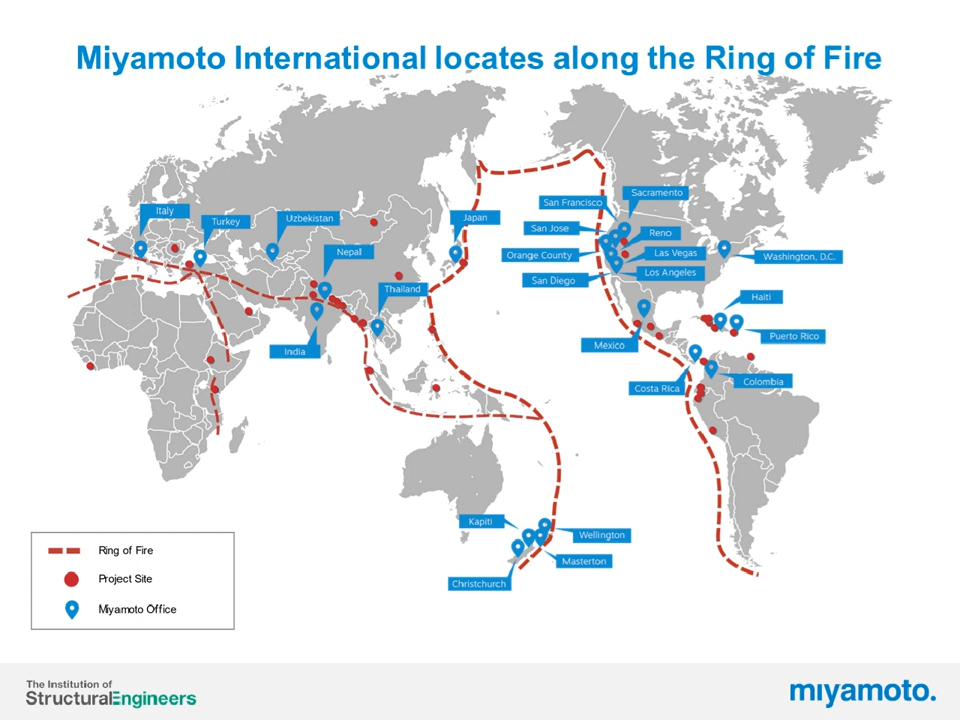 Miyamoto International locates along the Ring of Fire
Italy
Turkey
Uzbekistan
Nepal
Thailand
India
Japan
San Francisco
Sacramento
San Jose
Reno
Orange County
Las Vegas
San Diego
Los Angeles
Washington, D.C.
Haiti
Puerto Rico
Mexico
Costa Rica
Colombia
Kapiti
Wellington
Masterton
Christchurch
Ring of Fire
Project Site
Miyamoto Office
The Institution of
StructuralEngineers
miyamoto.